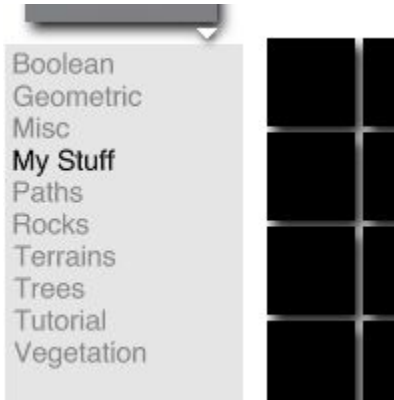 Boolean
Geometric
Misc
My Stuff
Paths
Rocks
Terrains
Trees
Tutorial
Vegetation